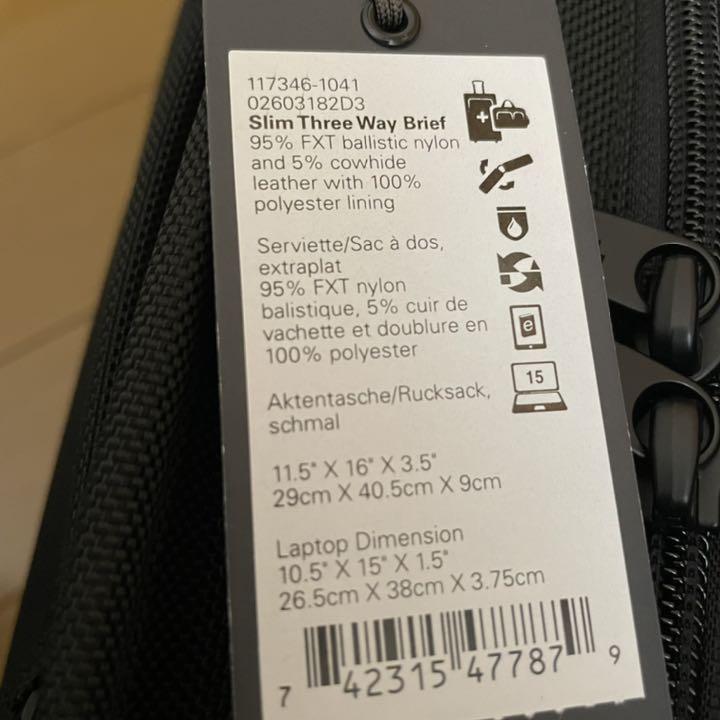 117346-1041
02603182D3
Slim Three Way Brief
95% FXT ballistic nylon
and 5% cowhide
leather with 100%
polyester lining
Serviette/Sac à dos,
extraplat
95% FXT nylon
balistique, 5% cuir de
vachette et doublure en
100% polyester
Aktentasche/Rucksack,
schmal
11.5" X 16" X 3.5"
29cm X 40.5cm X 9cm
Laptop Dimension
10.5" X 15" X 1.5"
26.5cm X 38cm X 3.75cm
e
15
7 42315 47787 9